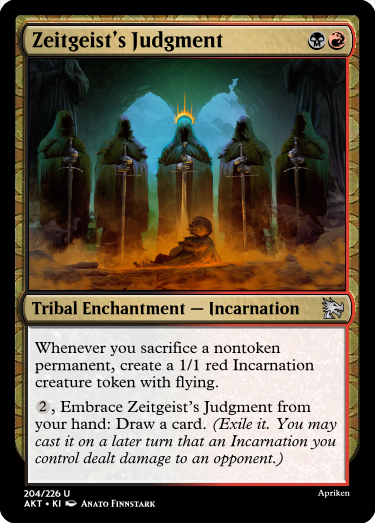 Zeitgeist's Judgment
Tribal Enchantment — Incarnation
Whenever you sacrifice a nontoken
permanent, create a 1/1 red Incarnation
creature token with flying.
2, Embrace Zeitgeist's Judgment from
your hand: Draw a card. (Exile it. You may
cast it on a later turn that an Incarnation you
control dealt damage to an opponent.)
204/226 U
Apriken
AKT • KI Anato Finnstark